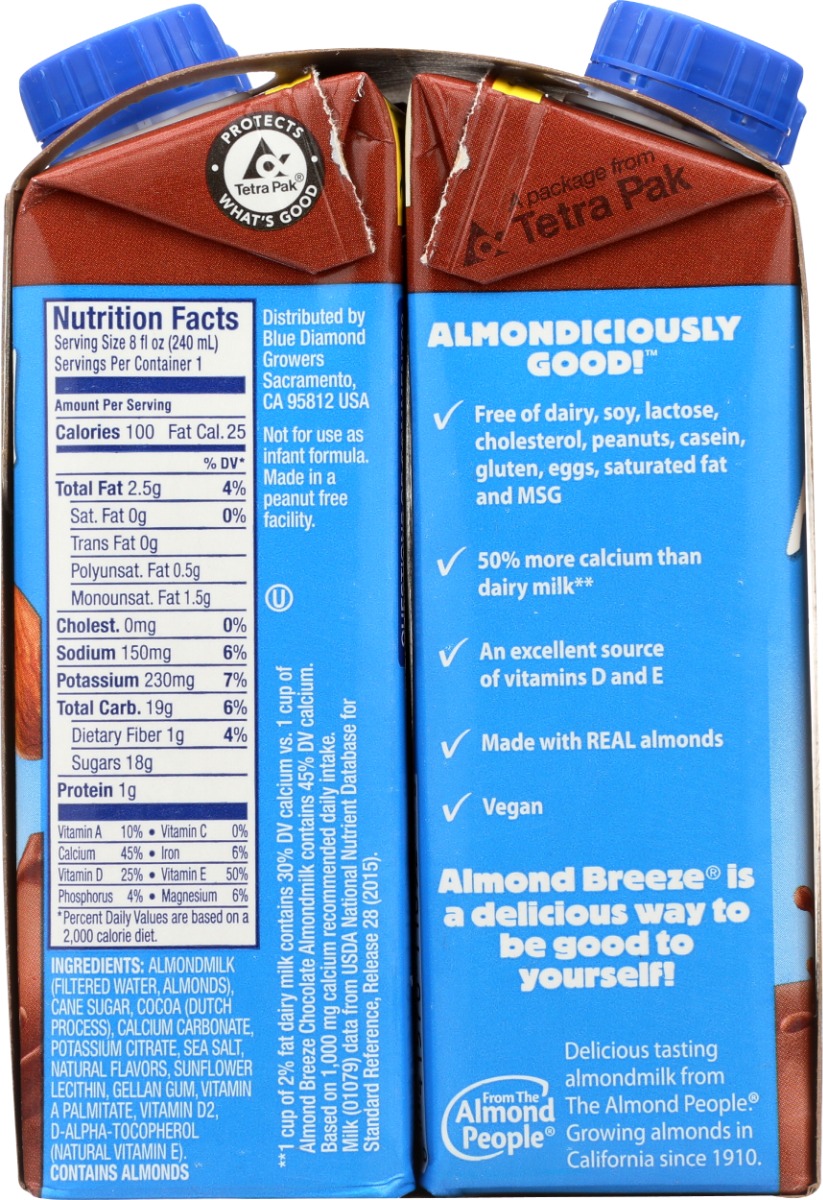 PROTECTS
Tetra Pak®
WHAT'S GOOD
A package from
Tetra Pak
Nutrition Facts
Serving Size 8 fl oz (240 mL)
Servings Per Container 1
Amount Per Serving
Calories 100 Fat Cal. 25
% DV*
Total Fat 2.5g 4%
Sat. Fat 0g 0%
Trans Fat 0g
Polyunsat. Fat 0.5g
Monounsat. Fat 1.5g
Cholest. 0mg 0%
Sodium 150mg 6%
Potassium 230mg 7%
Total Carb. 19g 6%
Dietary Fiber 1g 4%
Sugars 18g
Protein 1g
Vitamin A 10% • Vitamin C 0%
Calcium 45% • Iron 6%
Vitamin D 25% • Vitamin E 50%
Phosphorus 4% • Magnesium 6%
*Percent Daily Values are based on a
2,000 calorie diet.
INGREDIENTS: ALMONDMILK
(FILTERED WATER, ALMONDS),
CANE SUGAR, COCOA (DUTCH
PROCESS), CALCIUM CARBONATE,
POTASSIUM CITRATE, SEA SALT,
NATURAL FLAVORS, SUNFLOWER
LECITHIN, GELLAN GUM, VITAMIN
A PALMITATE, VITAMIN D2,
D-ALPHA-TOCOPHEROL
(NATURAL VITAMIN E).
CONTAINS ALMONDS
Distributed by
Blue Diamond
Growers
Sacramento,
CA 95812 USA
Not for use as
infant formula.
Made in a
peanut free
facility.
U
**1 cup of 2% fat dairy milk contains 30% DV calcium vs. 1 cup of
Almond Breeze Chocolate Almondmilk contains 45% DV calcium.
Based on 1,000 mg calcium recommended daily intake.
Milk (01079) data from USDA National Nutrient Database for
Standard Reference, Release 28 (2015).
ALMONDICIOUSLY
GOOD!™
Free of dairy, soy, lactose,
cholesterol, peanuts, casein,
gluten, eggs, saturated fat
and MSG
50% more calcium than
dairy milk**
An excellent source
of vitamins D and E
Made with REAL almonds
Vegan
Almond Breeze® is
a delicious way to
be good to
yourself!
From The
Almond
People®
Delicious tasting
almondmilk from
The Almond People.®
Growing almonds in
California since 1910.